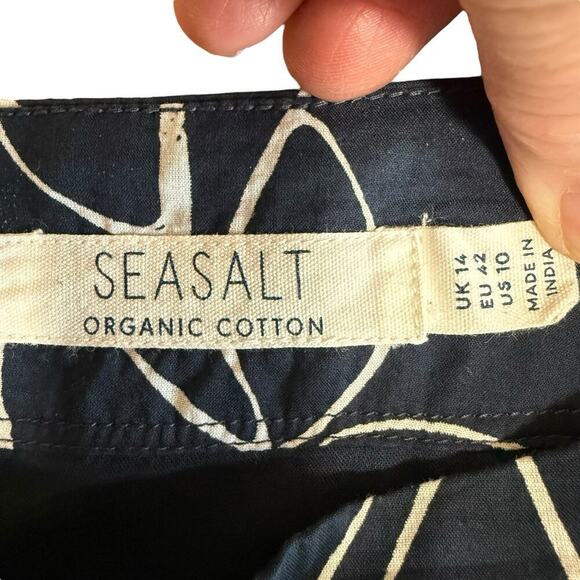 SEASALT
ORGANIC COTTON
UK 14
EU 42
US 10
MADE IN
INDIA